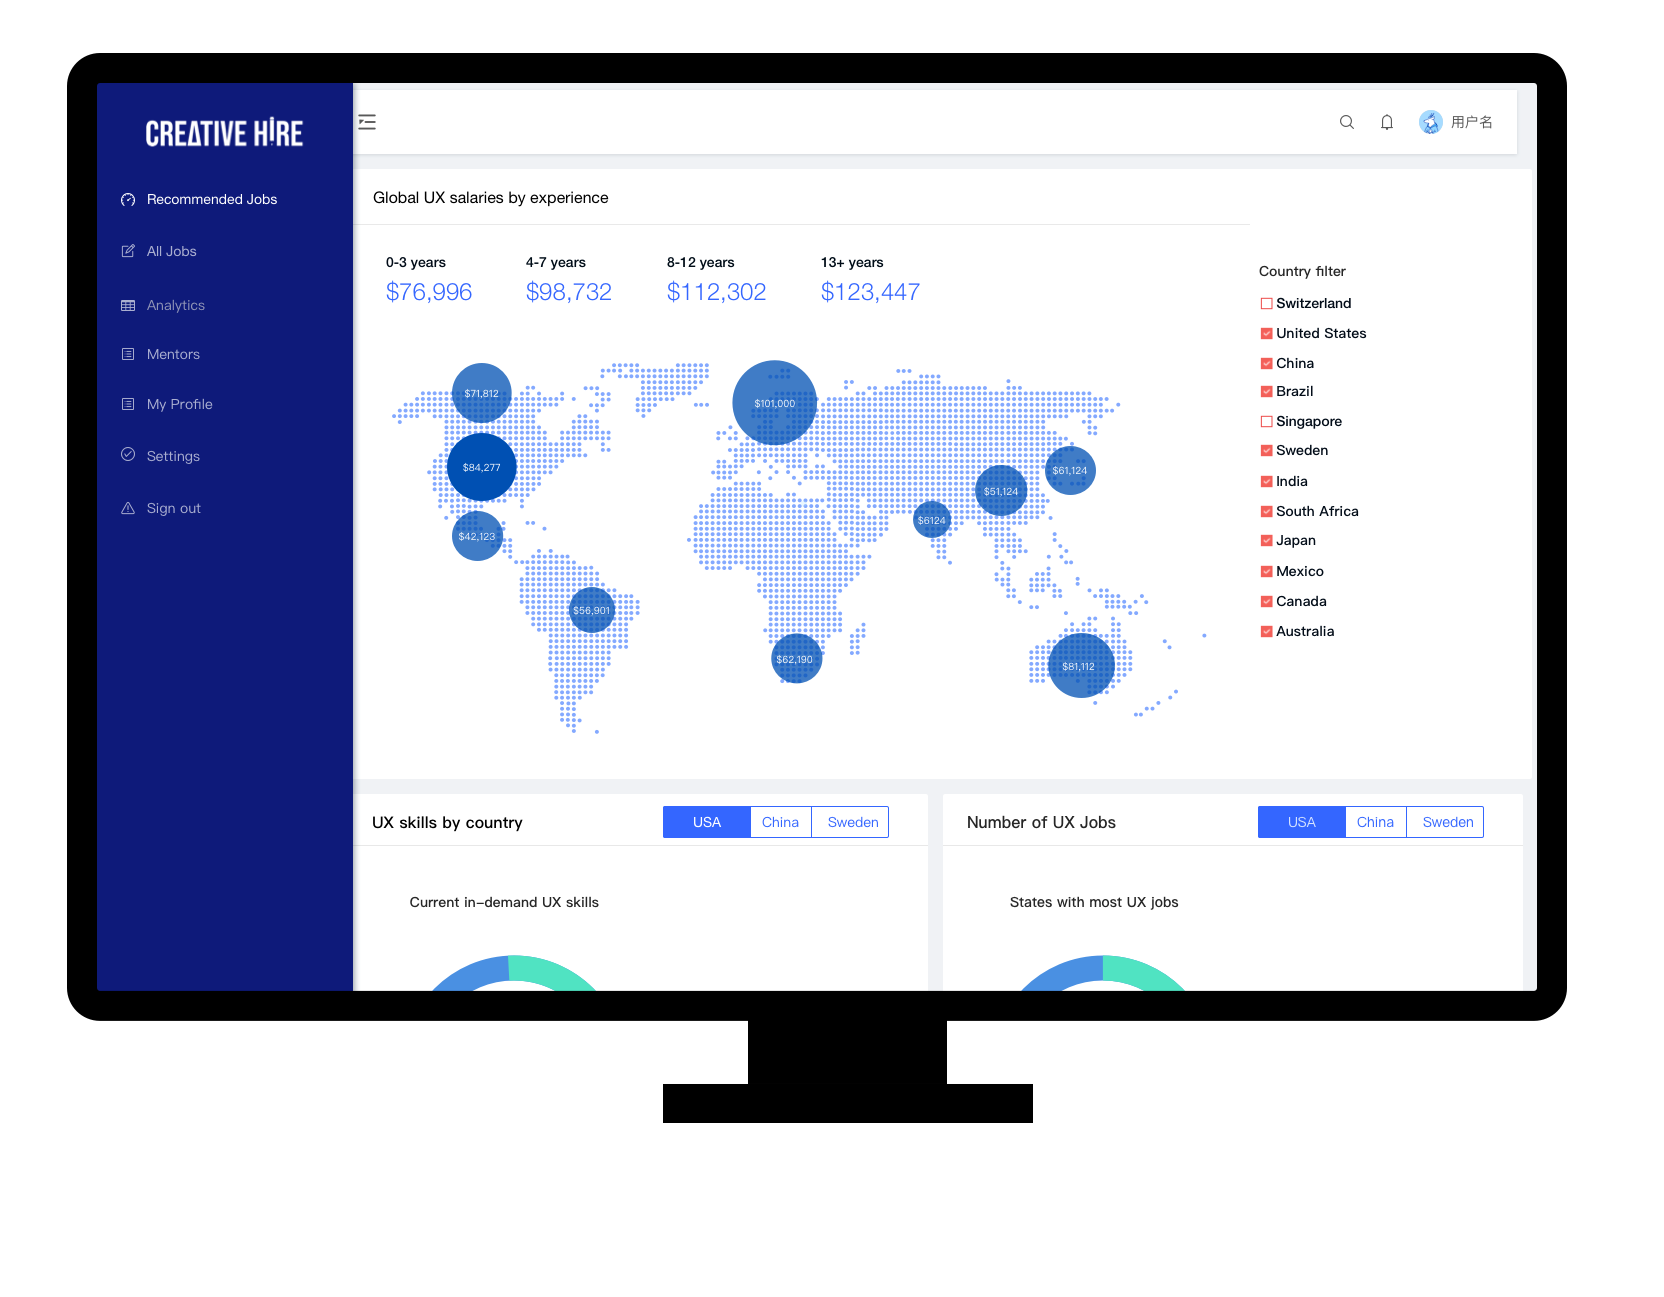 CREATIVE HIRE
用户名
Recommended Jobs
All Jobs
Analytics
Mentors
My Profile
Settings
Sign out
Global UX salaries by experience
0-3 years
4-7 years
8-12 years
13+ years
$76,996
$98,732
$112,302
$123,447
Country filter
Switzerland
United States
China
Brazil
Singapore
Sweden
India
South Africa
Japan
Mexico
Canada
Australia
$71,812
$101,000
$84,277
$61,124
$51,124
$6124
$42,123
$56,901
$62,190
$81,112
UX skills by country
USA
China
Sweden
Current in-demand UX skills
Number of UX Jobs
USA
China
Sweden
States with most UX jobs